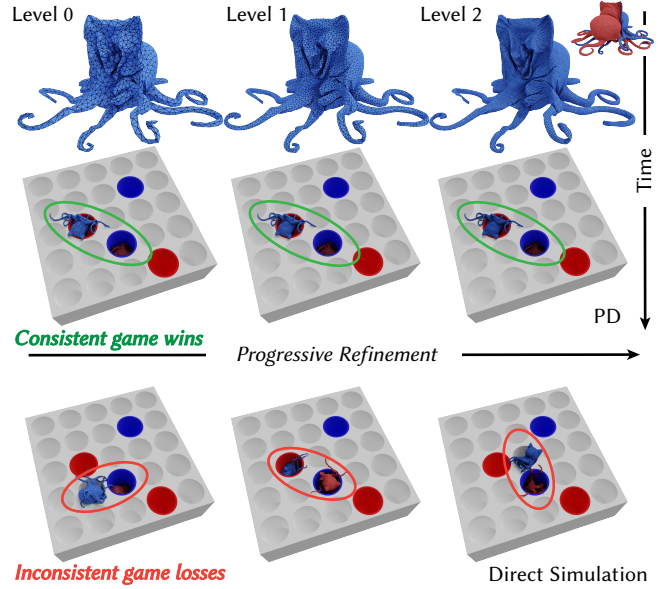 Level 0
Level 1
Level 2
Time
PD
Consistent game wins
Progressive Refinement
Inconsistent game losses
Direct Simulation